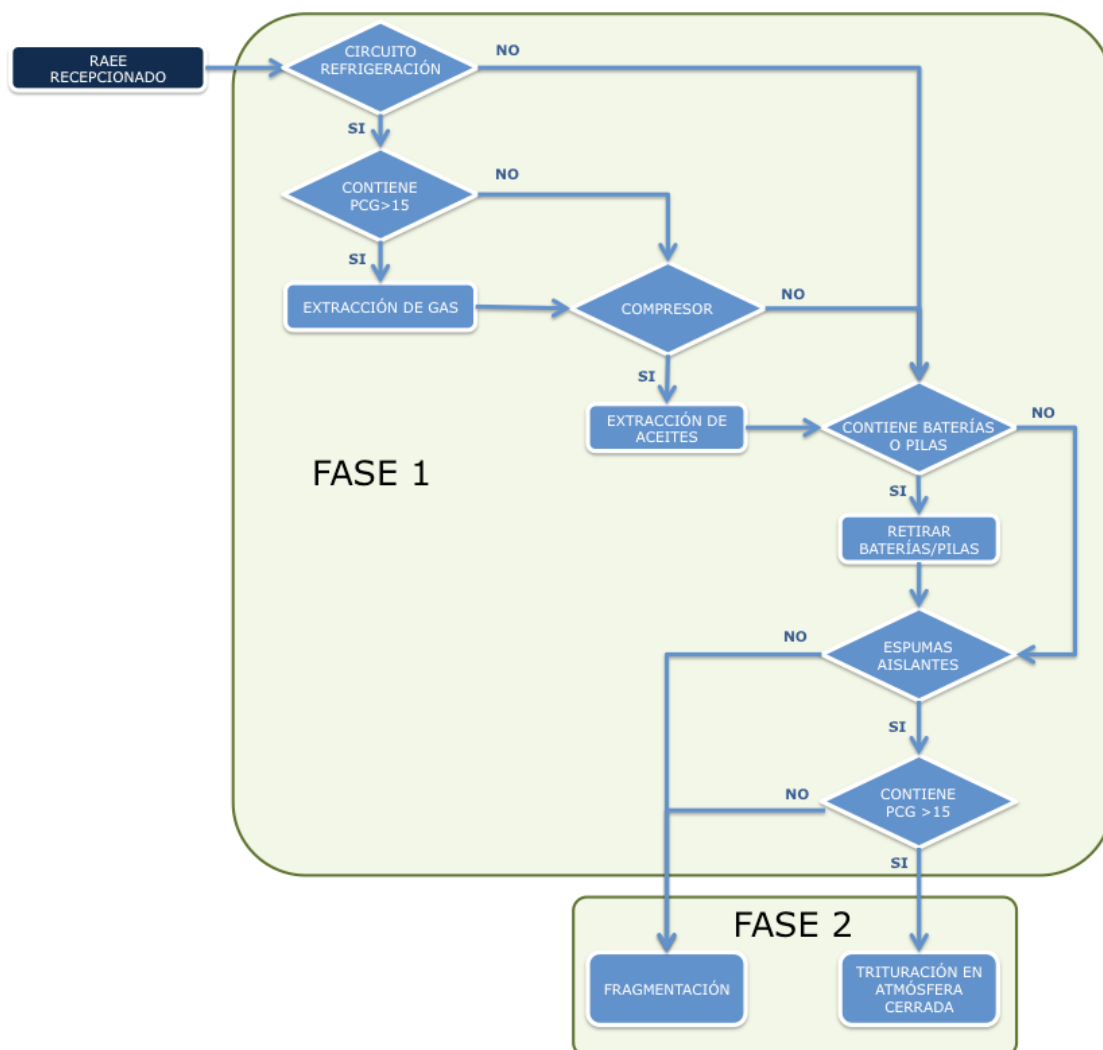 RAEE
RECEPCIONADO
CIRCUITO
REFRIGERACIÓN
NO
SI
CONTIENE
PCG>15
NO
SI
EXTRACCIÓN DE GAS
COMPRESOR
NO
SI
EXTRACCIÓN DE
ACEITES
CONTIENE BATERÍAS
O PILAS
NO
FASE 1
SI
RETIRAR
BATERÍAS/PILAS
ESPUMAS
AISLANTES
NO
SI
CONTIENE
PCG >15
NO
SI
FASE 2
FRAGMENTACIÓN
TRITURACIÓN EN
ATMÓSFERA
CERRADA